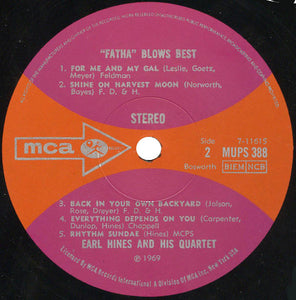 "FATHA" BLOWS BEST
1. FOR ME AND MY GAL (Leslie, Goetz,
Meyer) Feldman
2. SHINE ON HARVEST MOON (Norworth,
Bayes) F. D. & H.
STEREO
mca
Side
2
7-11615
MUPS 388
Bosworth
BIEM
NCB
3. BACK IN YOUR OWN BACKYARD (Jolson,
Rose, Dreyer) F. D. & H.
4. EVERYTHING DEPENDS ON YOU (Carpenter,
Dunlop, Hines) Chappell
5. RHYTHM SUNDAE (Hines) MCPS
EARL HINES AND HIS QUARTET
℗ 1969
Licensed By MCA Records International A Division Of MCA Inc. New York USA